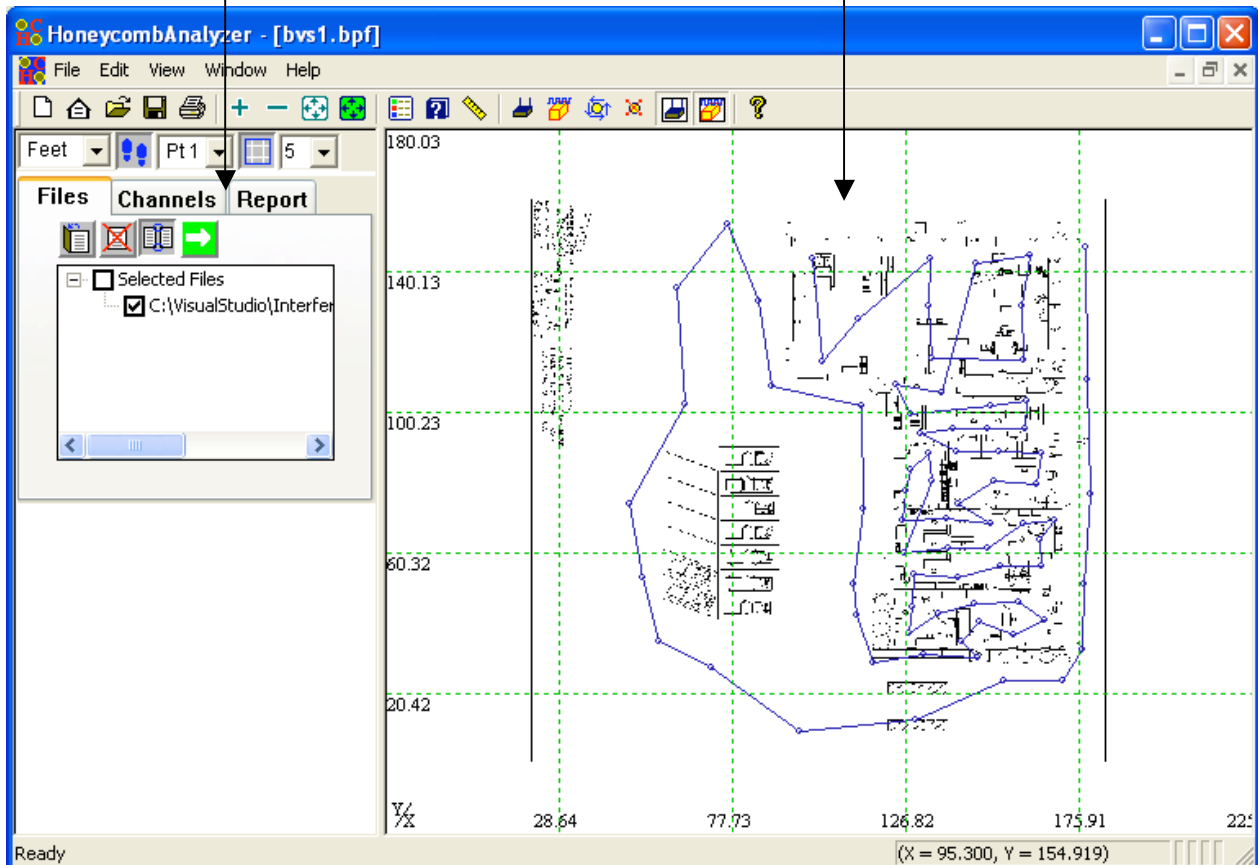 HoneycombAnalyzer - [bvs1.bpf]
File Edit View Window Help
Feet Pt 1 5
Files Channels Report
Selected Files
C:\VisualStudio\Interfer
180.03
140.13
100.23
60.32
20.42
Y/X 28.64 77.73 126.82 175.91 225
Ready (X = 95.300, Y = 154.919)